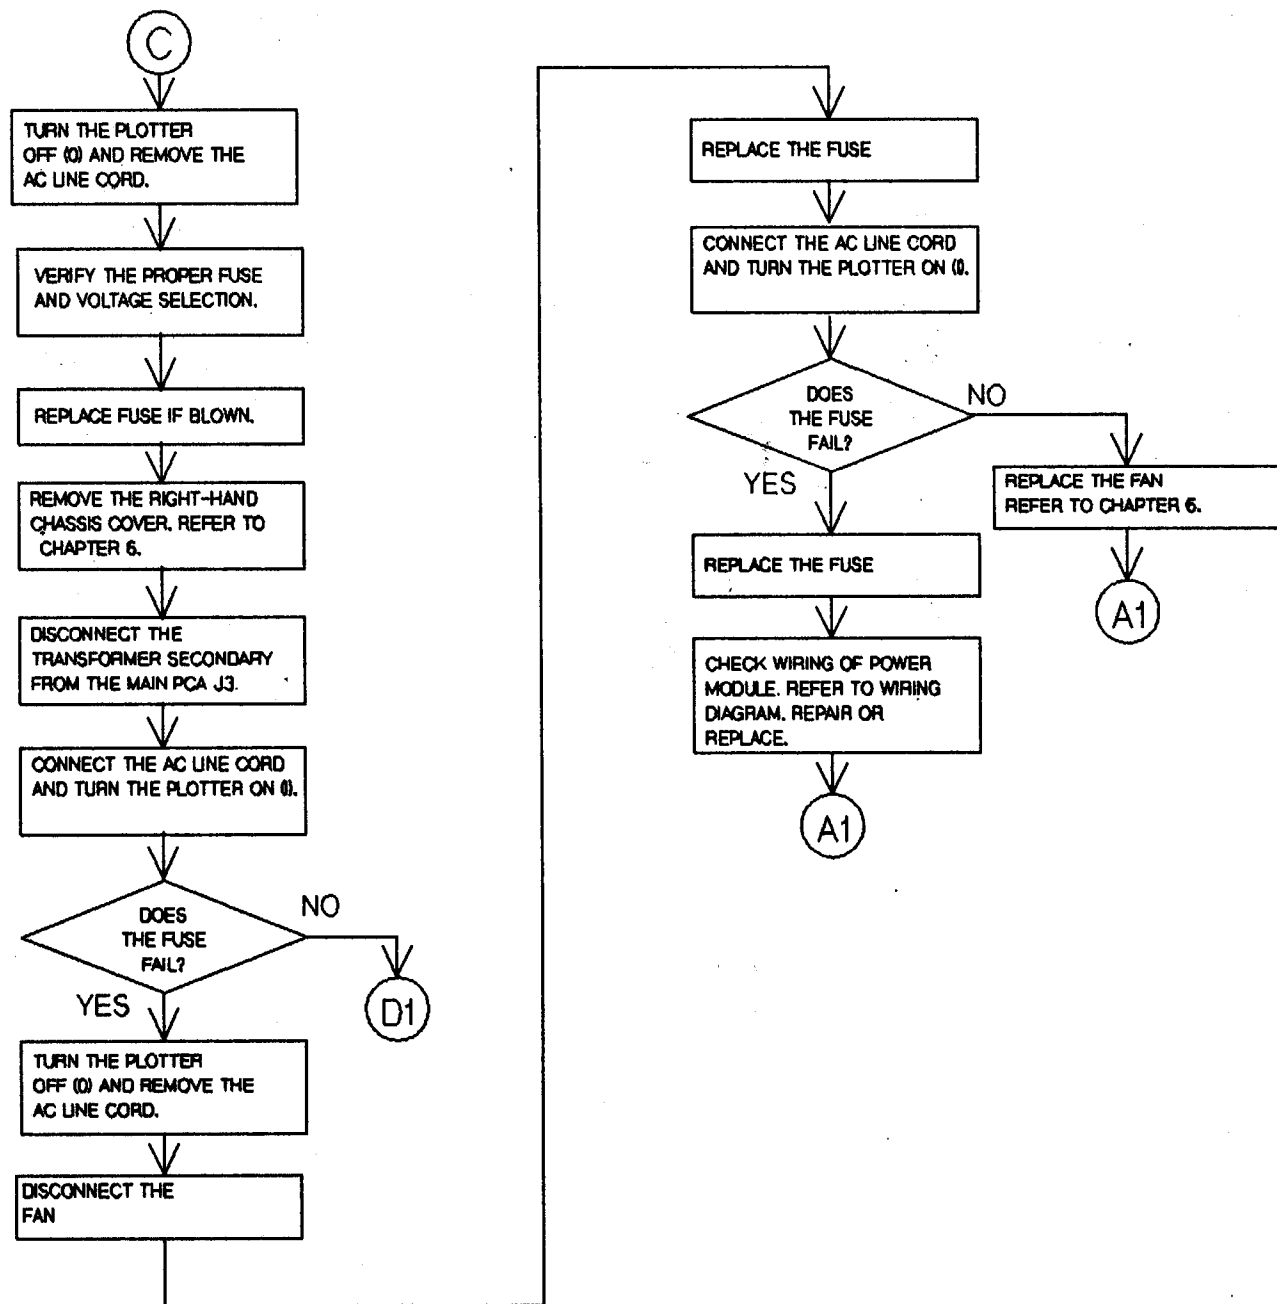 C
TURN THE PLOTTER
OFF (0) AND REMOVE THE
AC LINE CORD.
VERIFY THE PROPER FUSE
AND VOLTAGE SELECTION.
REPLACE FUSE IF BLOWN.
REMOVE THE RIGHT-HAND
CHASSIS COVER. REFER TO
CHAPTER 6.
DISCONNECT THE
TRANSFORMER SECONDARY
FROM THE MAIN PCA J3.
CONNECT THE AC LINE CORD
AND TURN THE PLOTTER ON (I).
DOES
THE FUSE
FAIL?
NO
D1
YES
TURN THE PLOTTER
OFF (0) AND REMOVE THE
AC LINE CORD.
DISCONNECT THE
FAN
REPLACE THE FUSE
CONNECT THE AC LINE CORD
AND TURN THE PLOTTER ON (I).
DOES
THE FUSE
FAIL?
NO
REPLACE THE FAN
REFER TO CHAPTER 6.
A1
YES
REPLACE THE FUSE
CHECK WIRING OF POWER
MODULE. REFER TO WIRING
DIAGRAM. REPAIR OR
REPLACE.
A1